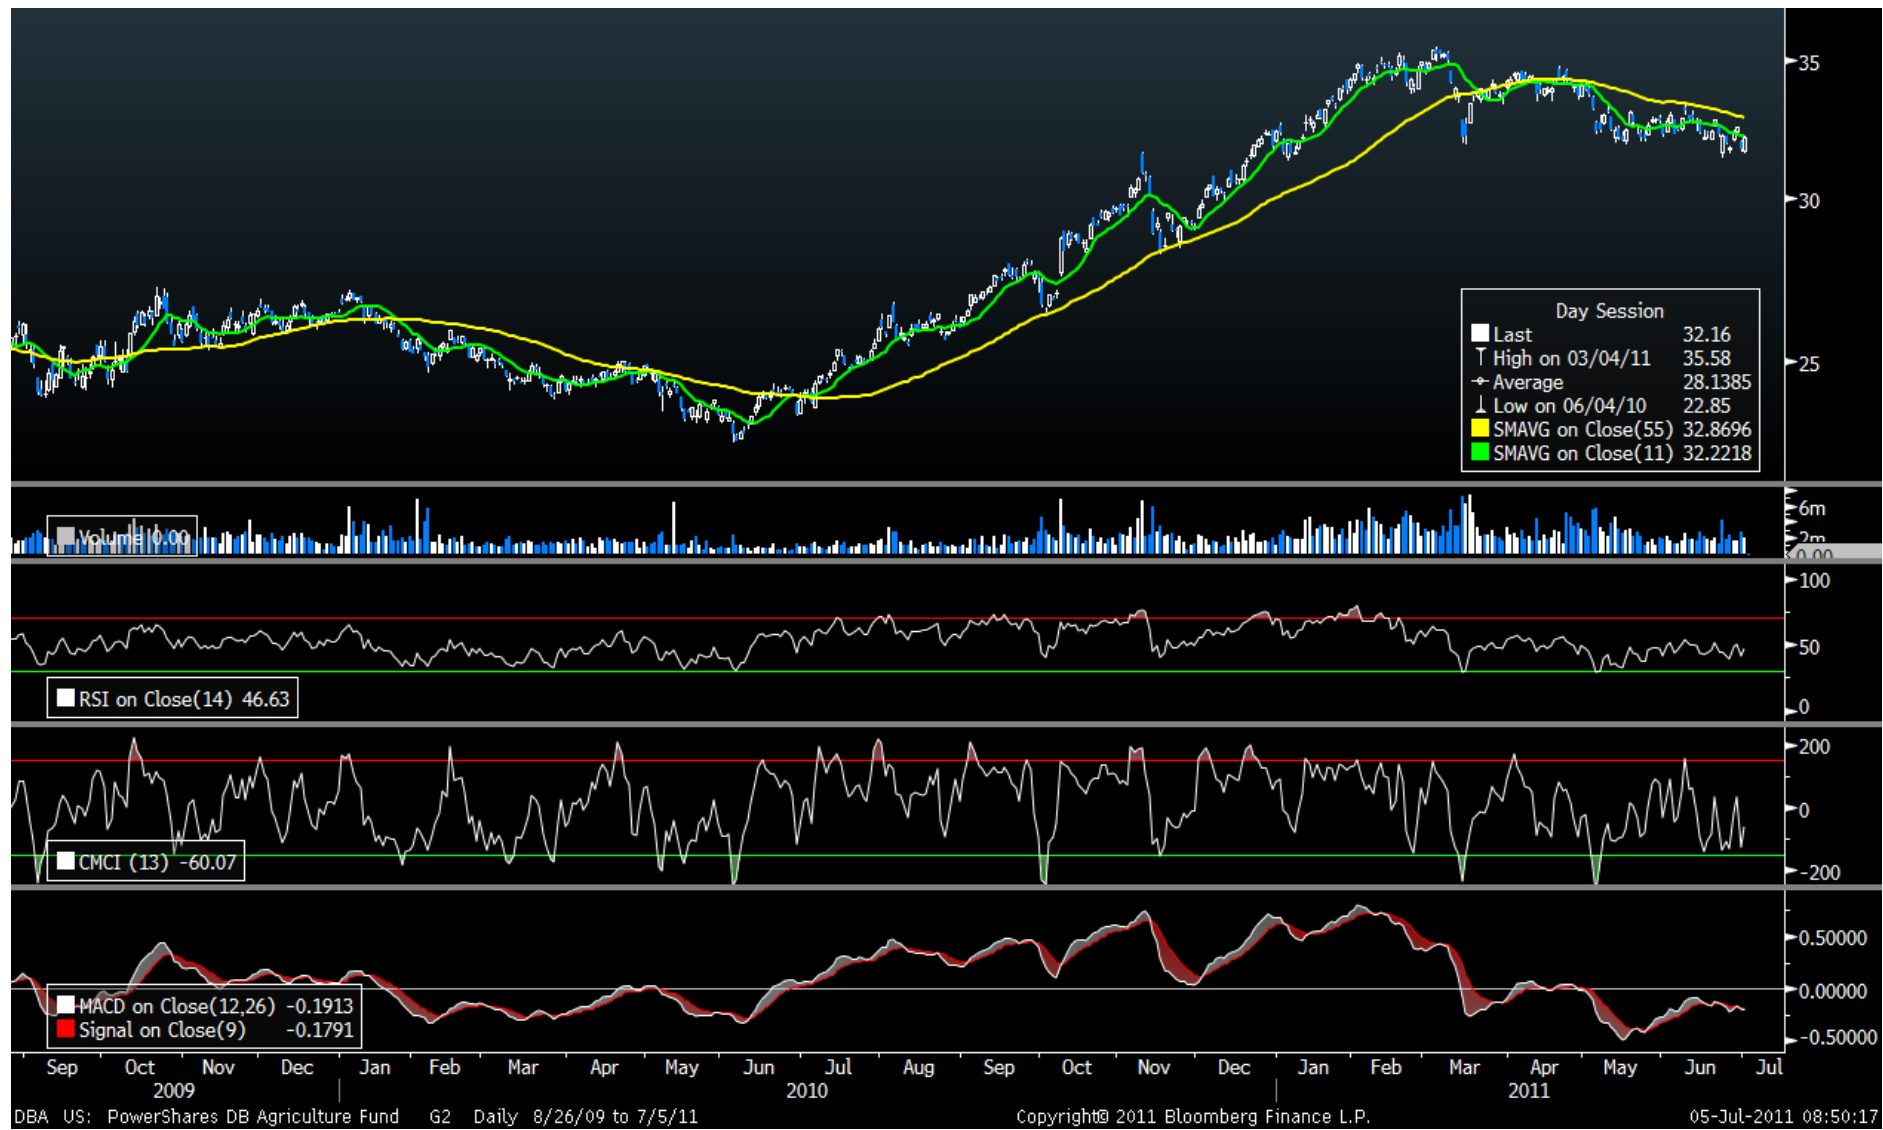 35
30
25
Day Session
Last 32.16
High on 03/04/11 35.58
Average 28.1385
Low on 06/04/10 22.85
SMAVG on Close(55) 32.8696
SMAVG on Close(11) 32.2218
6m
2m
0.00
Volume 0.00
100
50
0
RSI on Close(14) 46.63
200
0
-200
CMCI (13) -60.07
0.50000
0.00000
-0.50000
MACD on Close(12,26) -0.1913
Signal on Close(9) -0.1791
Sep Oct Nov Dec Jan Feb Mar Apr May Jun Jul Aug Sep Oct Nov Dec Jan Feb Mar Apr May Jun Jul
2009 2010 2011
DBA US: PowerShares DB Agriculture Fund G2 Daily 8/26/09 to 7/5/11 Copyright© 2011 Bloomberg Finance L.P. 05-Jul-2011 08:50:17